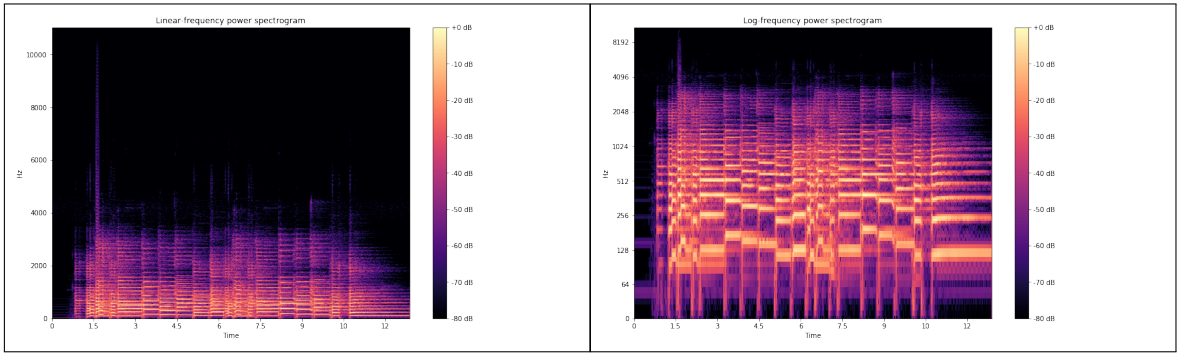 Linear-frequency power spectrogram
10000
8000
6000
4000
2000
0
Hz
0 1.5 3 4.5 6 7.5 9 10 12
Time
+0 dB
-10 dB
-20 dB
-30 dB
-40 dB
-50 dB
-60 dB
-70 dB
-80 dB
Log-frequency power spectrogram
8192
4096
2048
1024
512
256
128
64
0
Hz
0 1.5 3 4.5 6 7.5 9 10 12
Time
+0 dB
-10 dB
-20 dB
-30 dB
-40 dB
-50 dB
-60 dB
-70 dB
-80 dB